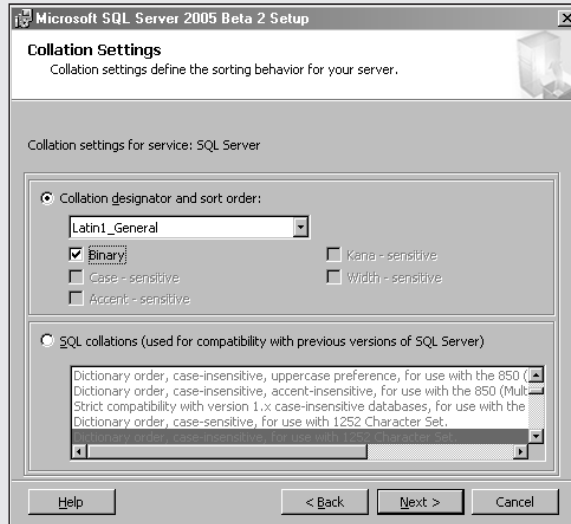 Microsoft SQL Server 2005 Beta 2 Setup
Collation Settings
Collation settings define the sorting behavior for your server.
Collation settings for service: SQL Server
Collation designator and sort order:
Latin1_General
Binary
Kana - sensitive
Case - sensitive
Width - sensitive
Accent - sensitive
SQL collations (used for compatibility with previous versions of SQL Server)
Dictionary order, case-insensitive, uppercase preference, for use with the 850 (
Dictionary order, case-insensitive, accent-insensitive, for use with the 850 (Mult
Strict compatibility with version 1.x case-insensitive databases, for use with the
Dictionary order, case-sensitive, for use with 1252 Character Set.
Dictionary order, case-insensitive, for use with 1252 Character Set.
Help
< Back
Next >
Cancel